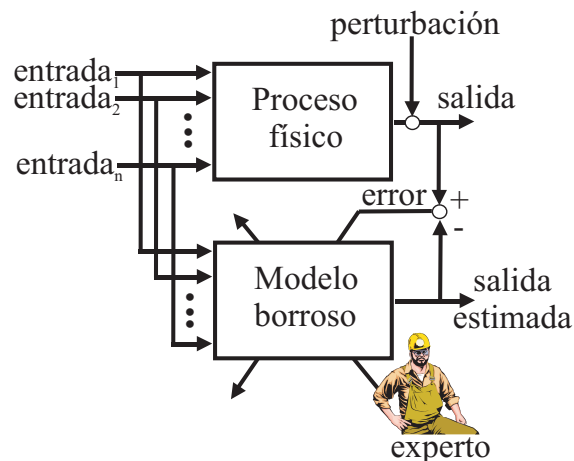 perturbación
entrada₁
entrada₂
entradaₙ
Proceso
físico
salida
error
+
-
Modelo
borroso
salida
estimada
experto